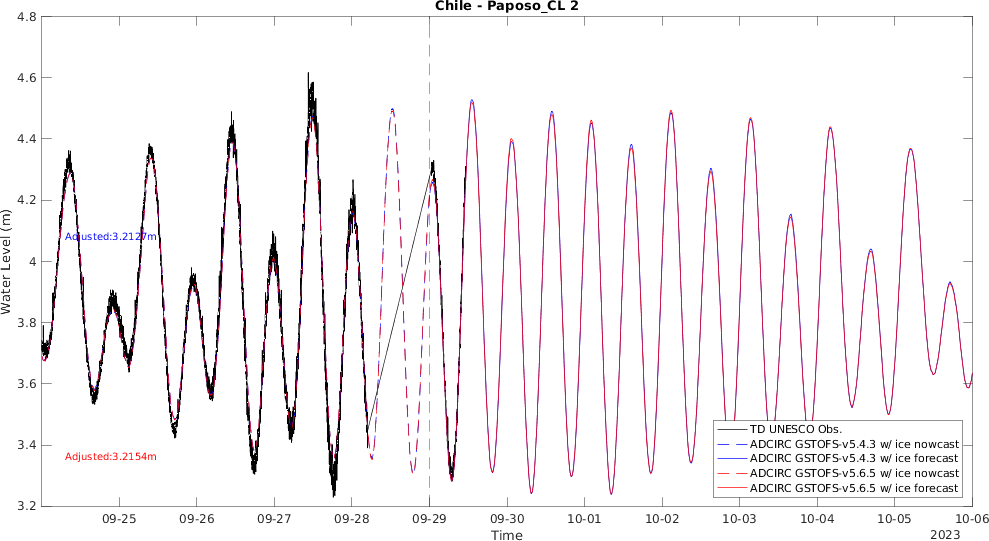 Chile - Paposo_CL 2
4.8
4.6
4.4
4.2
4
3.8
3.6
3.4
3.2
Water Level (m)
Adjusted:3.2127m
Adjusted:3.2154m
TD UNESCO Obs.
ADCIRC GSTOFS-v5.4.3 w/ ice nowcast
ADCIRC GSTOFS-v5.4.3 w/ ice forecast
ADCIRC GSTOFS-v5.6.5 w/ ice nowcast
ADCIRC GSTOFS-v5.6.5 w/ ice forecast
09-25 09-26 09-27 09-28 09-29 09-30 10-01 10-02 10-03 10-04 10-05 10-06
Time
2023